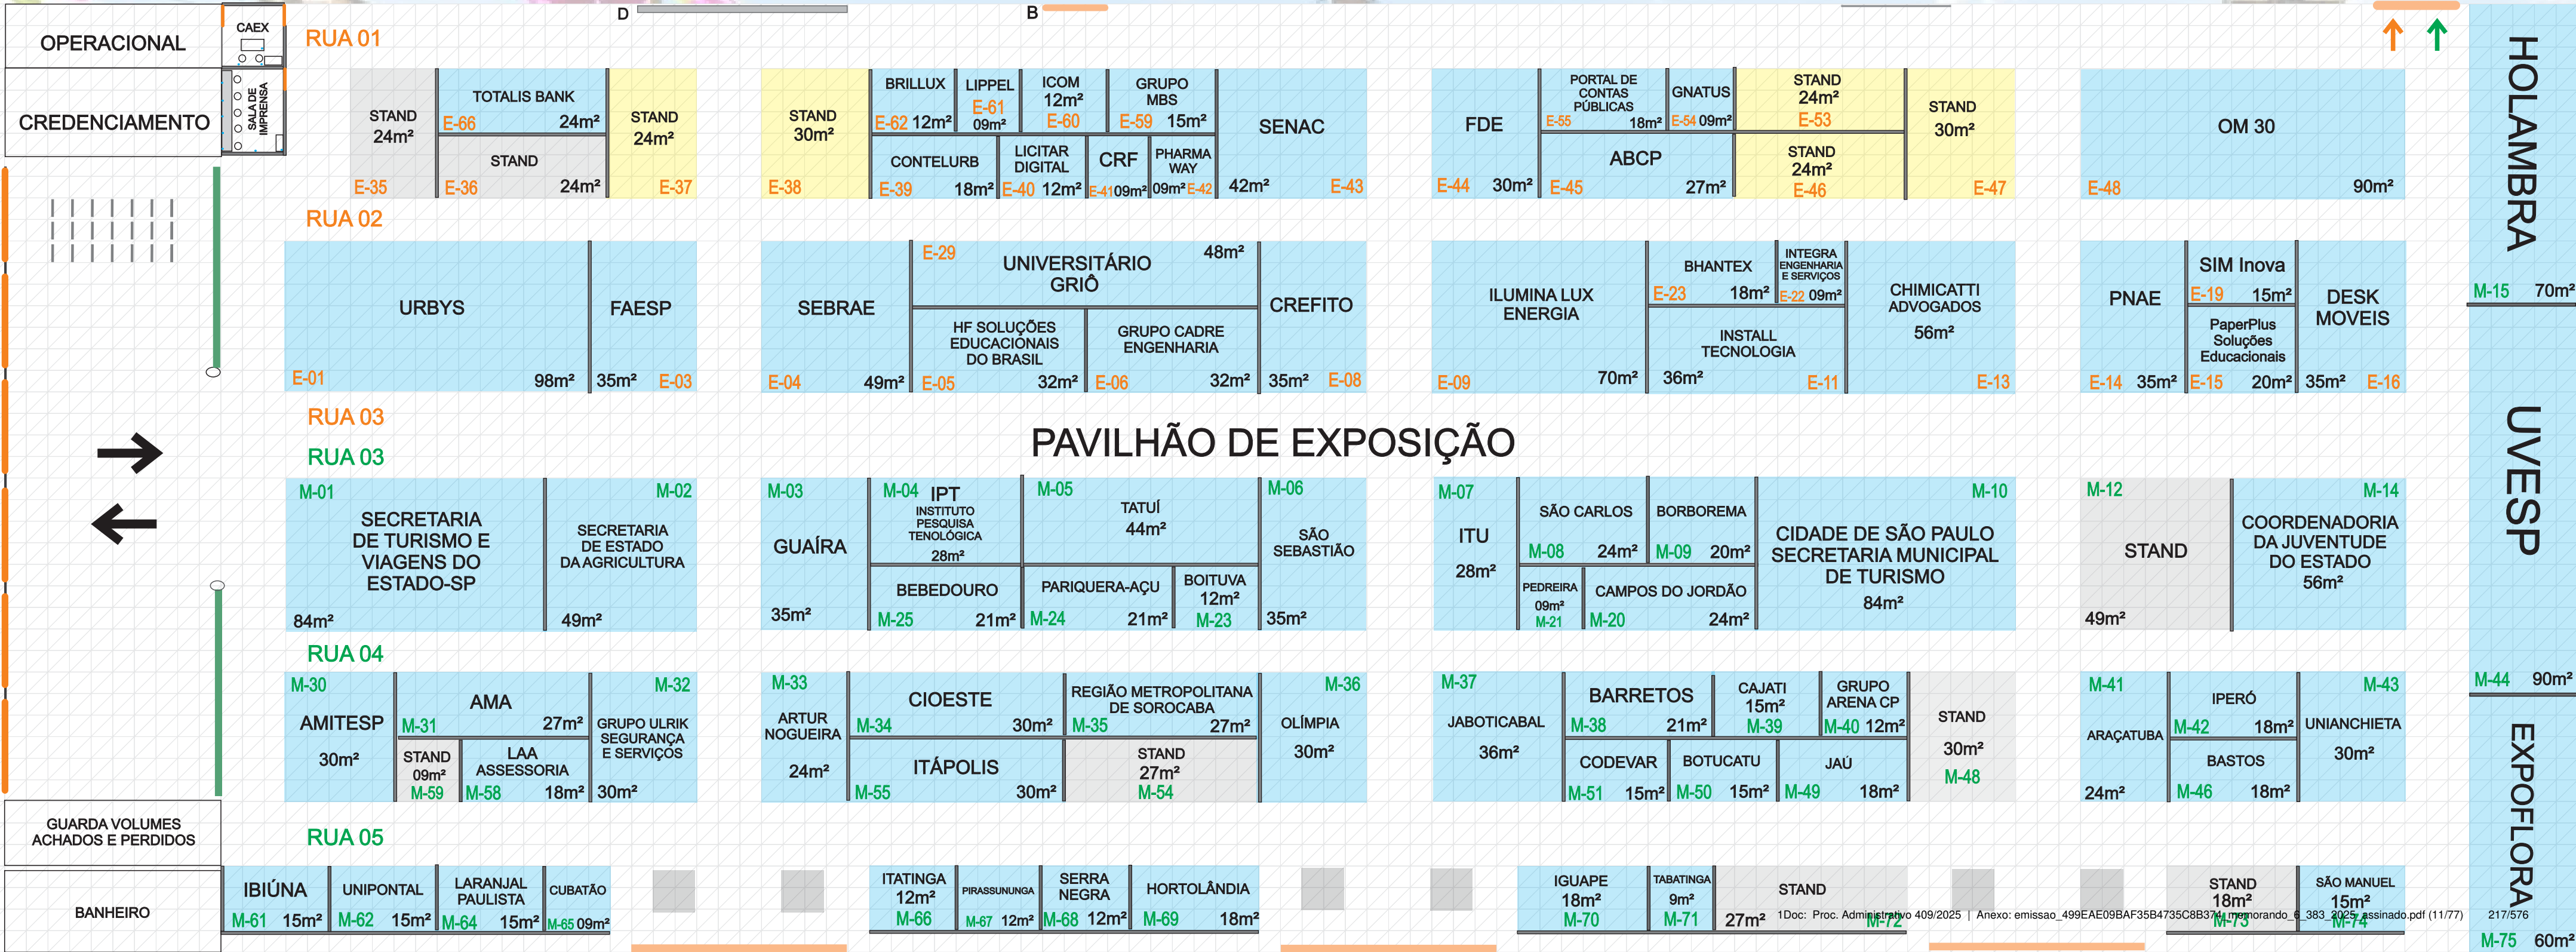 D
B
OPERACIONAL
CAEX
RUA 01
CREDENCIAMENTO
SALA DE
IMPRENSA
STAND
24m²
E-35
TOTALIS BANK
E-66 24m²
STAND
E-36 24m²
STAND
24m²
E-37
STAND
30m²
E-38
BRILLUX
E-62 12m²
LIPPEL
E-61
09m²
ICOM
12m²
E-60
GRUPO
MBS
E-59 15m²
CONTELURB
E-39 18m²
LICITAR
DIGITAL
E-40 12m²
CRF
E-41 09m²
PHARMA
WAY
09m² E-42
SENAC
42m² E-43
FDE
E-44 30m²
PORTAL DE
CONTAS
PÚBLICAS
E-55 18m²
GNATUS
E-54 09m²
STAND
24m²
E-53
ABCP
E-45 27m²
STAND
24m²
E-46
STAND
30m²
E-47
OM 30
E-48 90m²
HOLAMBRA
M-15 70m²
RUA 02
URBYS
E-01 98m²
FAESP
35m² E-03
SEBRAE
E-04 49m²
E-29 48m²
UNIVERSITÁRIO
GRIÔ
HF SOLUÇÕES
EDUCACIONAIS
DO BRASIL
E-05 32m²
GRUPO CADRE
ENGENHARIA
E-06 32m²
CREFITO
35m² E-08
ILUMINA LUX
ENERGIA
E-09 70m²
BHANTEX
E-23 18m²
INTEGRA
ENGENHARIA
E SERVIÇOS
E-22 09m²
INSTALL
TECNOLOGIA
36m² E-11
CHIMICATTI
ADVOGADOS
56m²
E-13
PNAE
E-14 35m²
SIM Inova
E-19 15m²
PaperPlus
Soluções
Educacionais
E-15 20m²
DESK
MOVEIS
35m² E-16
RUA 03
PAVILHÃO DE EXPOSIÇÃO
RUA 03
UVESP
M-44 90m²
M-01
SECRETARIA
DE TURISMO E
VIAGENS DO
ESTADO-SP
84m²
M-02
SECRETARIA
DE ESTADO
DA AGRICULTURA
49m²
M-03
GUAÍRA
35m²
M-04 IPT
INSTITUTO
PESQUISA
TENOLÓGICA
28m²
M-05
TATUÍ
44m²
BEBEDOURO
M-25 21m²
PARIQUERA-AÇU
M-24 21m²
BOITUVA
12m²
M-23
M-06
SÃO
SEBASTIÃO
35m²
M-07
ITU
28m²
SÃO CARLOS
M-08 24m²
BORBOREMA
M-09 20m²
PEDREIRA
09m²
M-21
CAMPOS DO JORDÃO
M-20 24m²
M-10
CIDADE DE SÃO PAULO
SECRETARIA MUNICIPAL
DE TURISMO
84m²
M-12
STAND
49m²
M-14
COORDENADORIA
DA JUVENTUDE
DO ESTADO
56m²
RUA 04
M-30
AMITESP
30m²
AMA
M-31 27m²
STAND
09m²
M-59
LAA
ASSESSORIA
M-58 18m²
M-32
GRUPO ULRIK
SEGURANÇA
E SERVIÇOS
30m²
M-33
ARTUR
NOGUEIRA
24m²
CIOESTE
M-34 30m²
REGIÃO METROPOLITANA
DE SOROCABA
M-35 27m²
ITÁPOLIS
M-55 30m²
STAND
27m²
M-54
M-36
OLÍMPIA
30m²
M-37
JABOTICABAL
36m²
BARRETOS
M-38 21m²
CAJATI
15m²
M-39
GRUPO
ARENA CP
M-40 12m²
CODEVAR
M-51 15m²
BOTUCATU
M-50 15m²
JAÚ
M-49 18m²
STAND
30m²
M-48
M-41
ARAÇATUBA
24m²
IPERÓ
M-42 18m²
BASTOS
M-46 18m²
M-43
UNIANCHIETA
30m²
EXPOFLORA
M-75 60m²
GUARDA VOLUMES
ACHADOS E PERDIDOS
RUA 05
BANHEIRO
IBIÚNA
M-61 15m²
UNIPONTAL
M-62 15m²
LARANJAL
PAULISTA
M-64 15m²
CUBATÃO
M-65 09m²
ITATINGA
12m²
M-66
PIRASSUNUNGA
M-67 12m²
SERRA
NEGRA
M-68 12m²
HORTOLÂNDIA
M-69 18m²
IGUAPE
18m²
M-70
TABATINGA
9m²
M-71
STAND
27m² M-72
STAND
18m²
M-73
SÃO MANUEL
15m²
M-74
1Doc: Proc. Administrativo 409/2025 | Anexo: emissao_499EAE09BAF35B4735C8B374_memorando_6_383_2025_assinado.pdf (11/77) 217/576